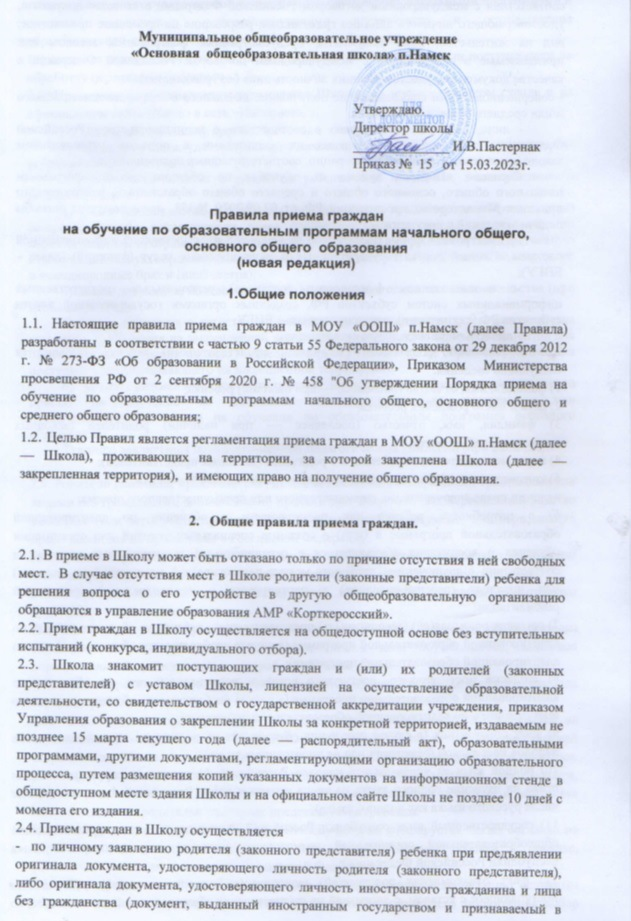 Муниципальное общеобразовательное учреждение
«Основная общеобразовательная школа» п.Намск
Утверждаю.
Директор школы
И.В.Пастернак
Приказ № 15 от 15.03.2023г.
Правила приема граждан
на обучение по образовательным программам начального общего,
основного общего образования
(новая редакция)
1.Общие положения
1.1. Настоящие правила приема граждан в МОУ «ООШ» п.Намск (далее Правила)
разработаны в соответствии с частью 9 статьи 55 Федерального закона от 29 декабря 2012
г. № 273-ФЗ «Об образовании в Российской Федерации», Приказом Министерства
просвещения РФ от 2 сентября 2020 г. № 458 "Об утверждении Порядка приема на
обучение по образовательным программам начального общего, основного общего и
среднего общего образования;
1.2. Целью Правил является регламентация приема граждан в МОУ «ООШ» п.Намск (далее
— Школа), проживающих на территории, за которой закреплена Школа (далее —
закрепленная территория), и имеющих право на получение общего образования.
2. Общие правила приема граждан.
2.1. В приеме в Школу может быть отказано только по причине отсутствия в ней свободных
мест. В случае отсутствия мест в Школе родители (законные представители) ребенка для
решения вопроса о его устройстве в другую общеобразовательную организацию
обращаются в управление образования АМР «Корткеросский».
2.2. Прием граждан в Школу осуществляется на общедоступной основе без вступительных
испытаний (конкурса, индивидуального отбора).
2.3. Школа знакомит поступающих граждан и (или) их родителей (законных
представителей) с уставом Школы, лицензией на осуществление образовательной
деятельности, со свидетельством о государственной аккредитации учреждения, приказом
Управления образования о закреплении Школы за конкретной территорией, издаваемым не
позднее 15 марта текущего года (далее — распорядительный акт), образовательными
программами, другими документами, регламентирующими организацию образовательного
процесса, путем размещения копий указанных документов на информационном стенде в
общедоступном месте здания Школы и на официальном сайте Школы не позднее 10 дней с
момента его издания.
2.4. Прием граждан в Школу осуществляется
- по личному заявлению родителя (законного представителя) ребенка при предъявлении
оригинала документа, удостоверяющего личность родителя (законного представителя),
либо оригинала документа, удостоверяющего личность иностранного гражданина и лица
без гражданства (документ, выданный иностранным государством и признаваемый в